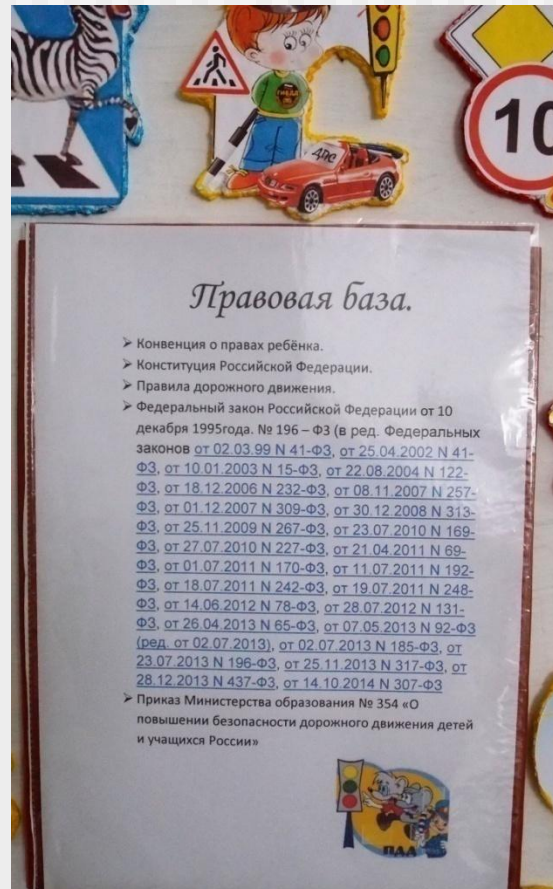 ГИБДД
ДПС
10
Правовая база.
➢ Конвенция о правах ребёнка.
➢ Конституция Российской Федерации.
➢ Правила дорожного движения.
➢ Федеральный закон Российской Федерации от 10
декабря 1995года. № 196 – ФЗ (в ред. Федеральных
законов от 02.03.99 N 41-ФЗ, от 25.04.2002 N 41-
ФЗ, от 10.01.2003 N 15-ФЗ, от 22.08.2004 N 122-
ФЗ, от 18.12.2006 N 232-ФЗ, от 08.11.2007 N 257-
ФЗ, от 01.12.2007 N 309-ФЗ, от 30.12.2008 N 313-
ФЗ, от 25.11.2009 N 267-ФЗ, от 23.07.2010 N 169-
ФЗ, от 27.07.2010 N 227-ФЗ, от 21.04.2011 N 69-
ФЗ, от 01.07.2011 N 170-ФЗ, от 11.07.2011 N 192-
ФЗ, от 18.07.2011 N 242-ФЗ, от 19.07.2011 N 248-
ФЗ, от 14.06.2012 N 78-ФЗ, от 28.07.2012 N 131-
ФЗ, от 26.04.2013 N 65-ФЗ, от 07.05.2013 N 92-ФЗ
(ред. от 02.07.2013), от 02.07.2013 N 185-ФЗ, от
23.07.2013 N 196-ФЗ, от 25.11.2013 N 317-ФЗ, от
28.12.2013 N 437-ФЗ, от 14.10.2014 N 307-ФЗ
➢ Приказ Министерства образования № 354 «О
повышении безопасности дорожного движения детей
и учащихся России»
ПДД